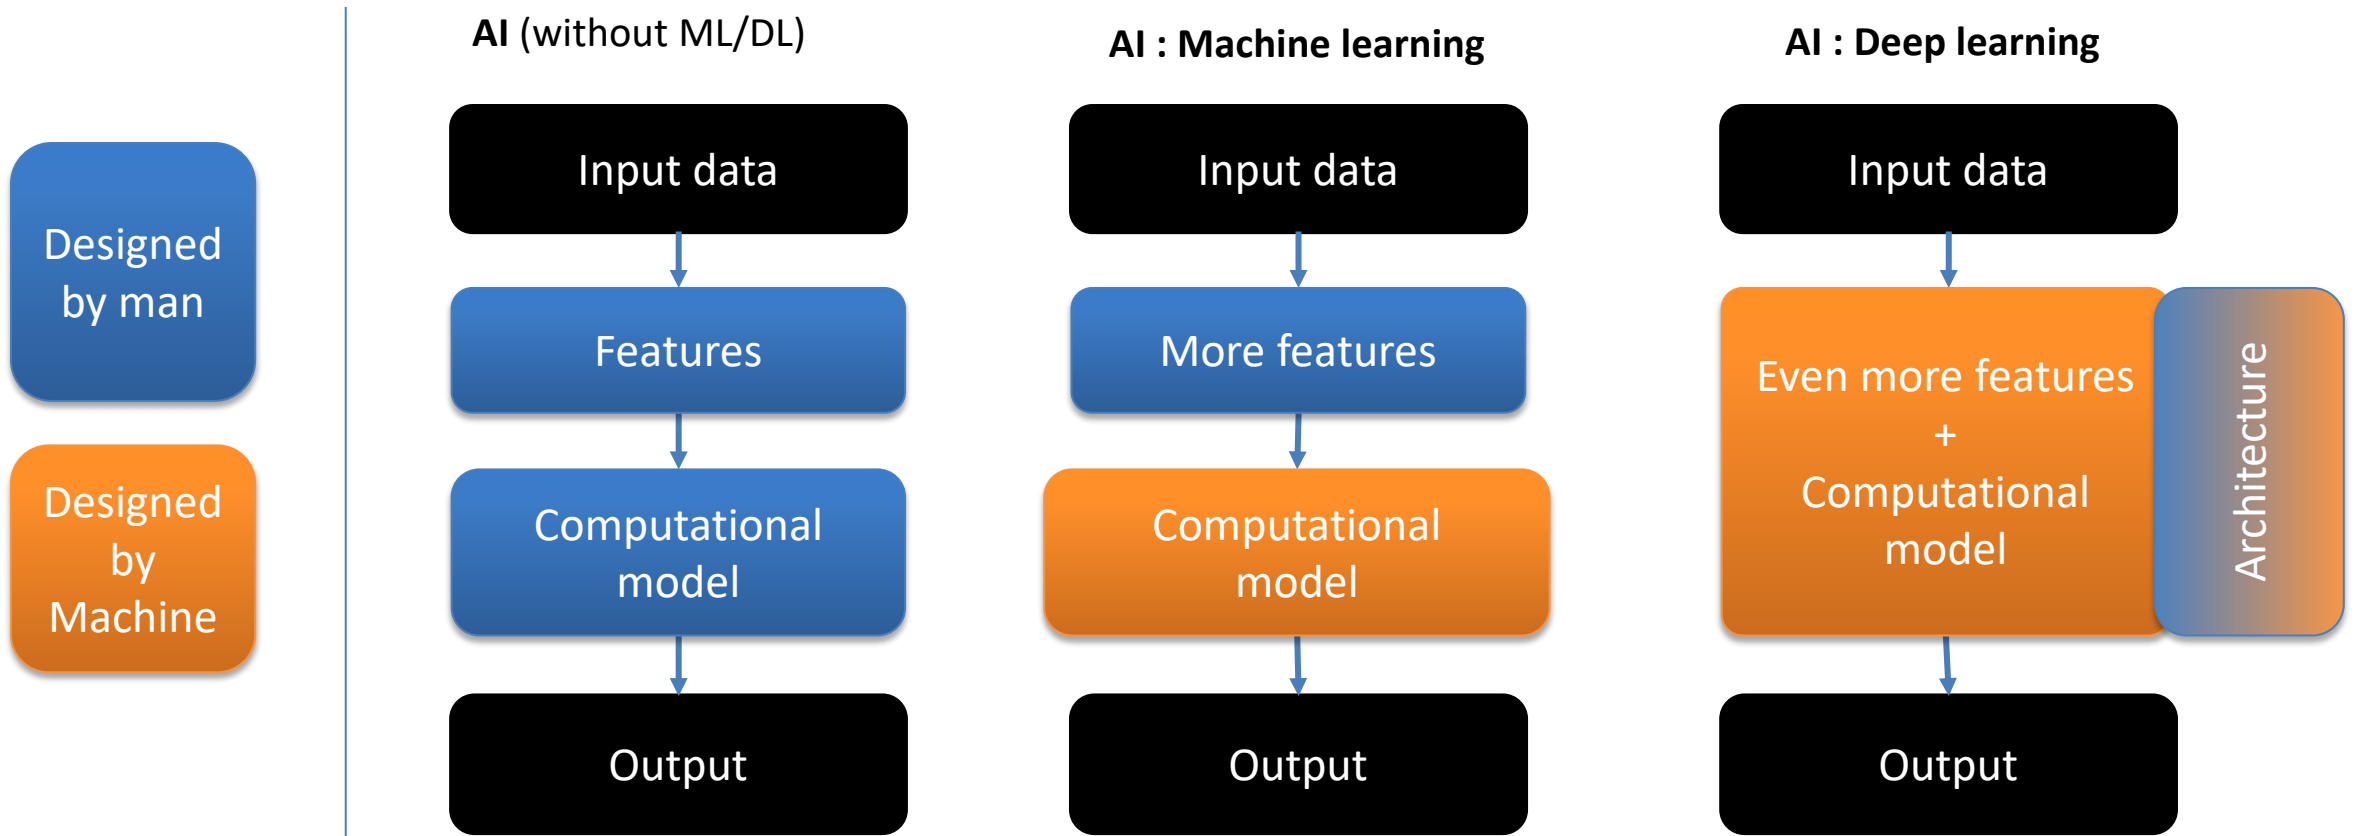 Designed
by man
Designed
by
Machine
AI (without ML/DL)
Input data
Features
Computational
model
Output
AI : Machine learning
Input data
More features
Computational
model
Output
AI : Deep learning
Input data
Even more features
+
Computational
model
Architecture
Output